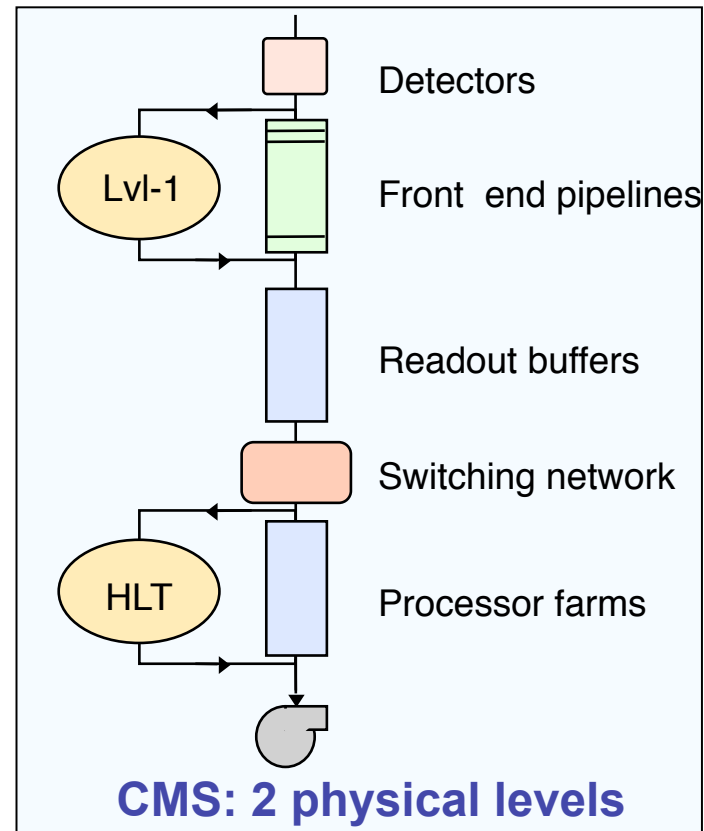 Detectors
Lvl-1
Front end pipelines
Readout buffers
Switching network
HLT
Processor farms
CMS: 2 physical levels